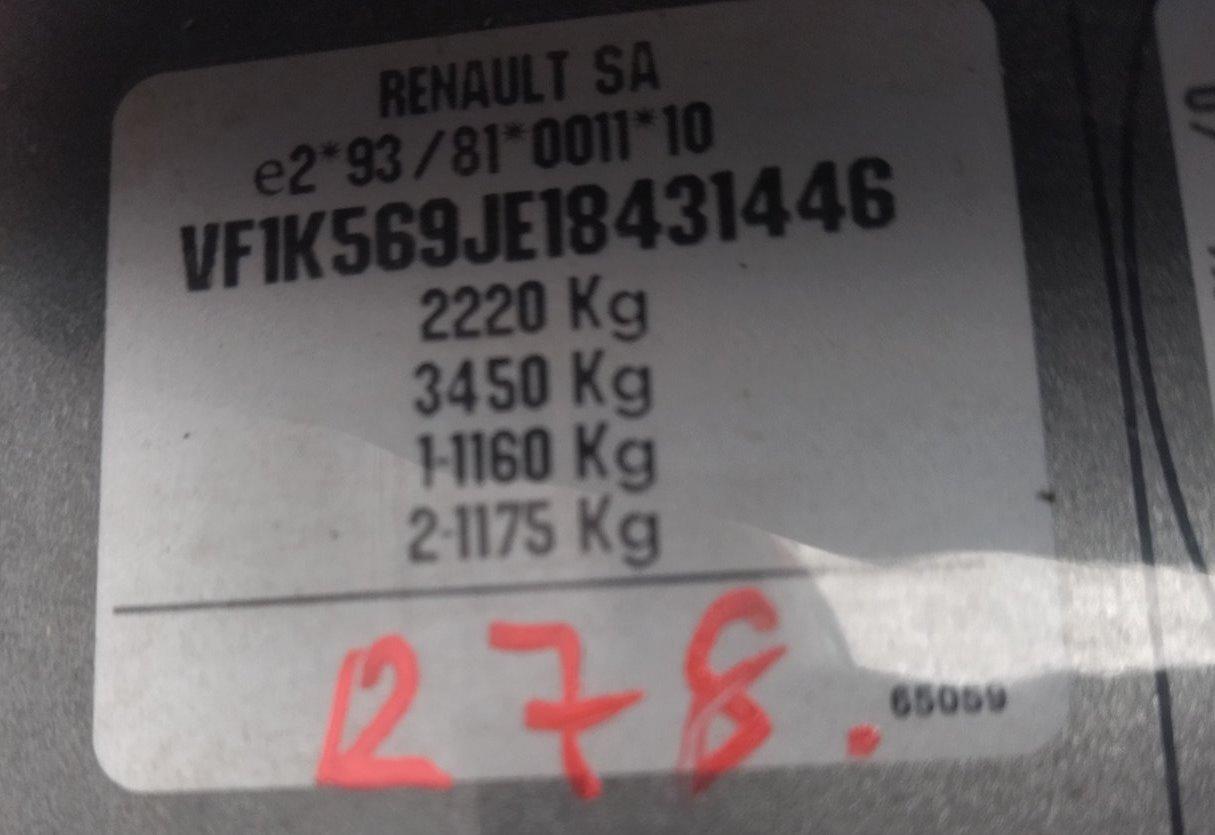 RENAULT SA
e2*93/81*0011*10
VF1K569JE18431446
2220 Kg
3450 Kg
1-1160 Kg
2-1175 Kg
278.
65059